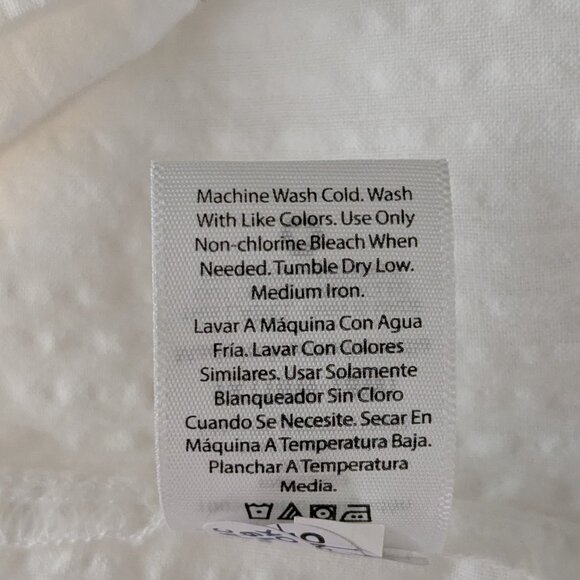 Machine Wash Cold. Wash
With Like Colors. Use Only
Non-chlorine Bleach When
Needed. Tumble Dry Low.
Medium Iron.
Lavar A Máquina Con Agua
Fría. Lavar Con Colores
Similares. Usar Solamente
Blanqueador Sin Cloro
Cuando Se Necesite. Secar En
Máquina A Temperatura Baja.
Planchar A Temperatura
Media.